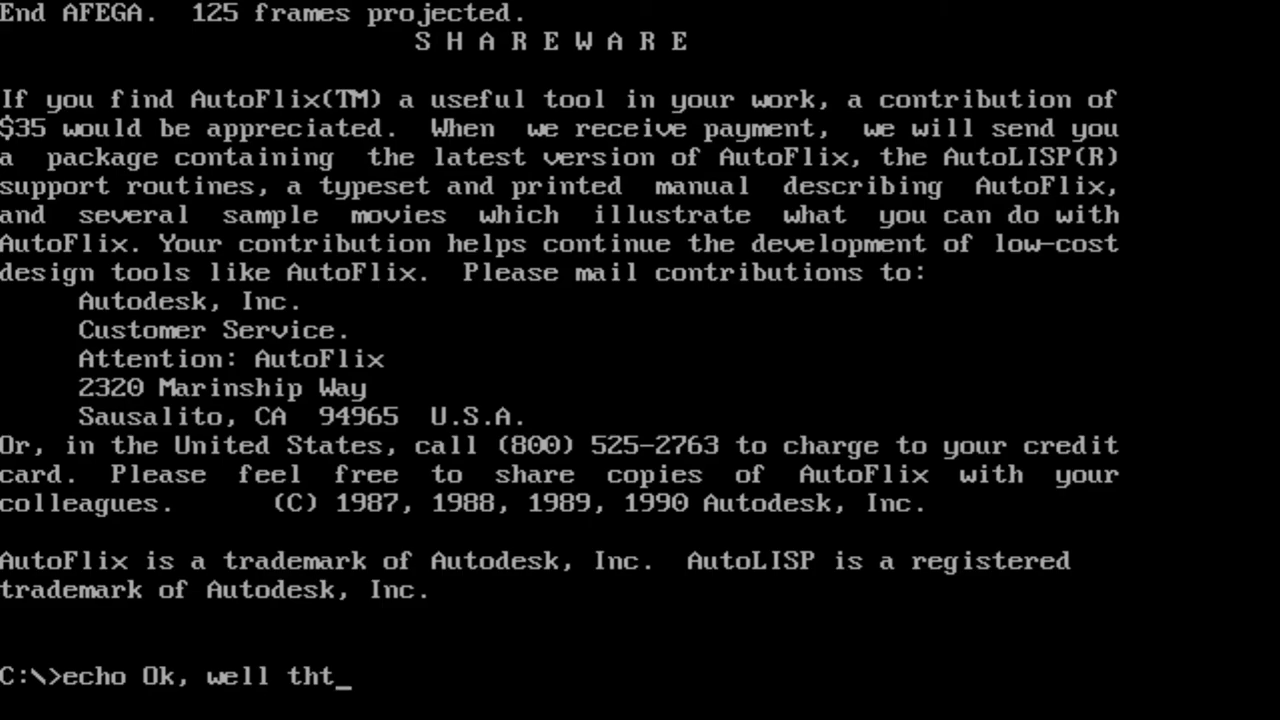 End AFEGA.  125 frames projected.
S H A R E W A R E
If you find AutoFlix(TM) a useful tool in your work, a contribution of
$35 would be appreciated.  When  we receive payment,  we will send you
a  package containing  the latest version of AutoFlix, the AutoLISP(R)
support routines, a typeset and printed  manual  describing  AutoFlix,
and  several  sample  movies  which  illustrate  what  you can do with
AutoFlix. Your contribution helps continue the development of low-cost
design tools like AutoFlix.  Please mail contributions to:
Autodesk, Inc.
Customer Service.
Attention: AutoFlix
2320 Marinship Way
Sausalito, CA  94965  U.S.A.
Or, in the United States, call (800) 525-2763 to charge to your credit
card.  Please  feel  free  to  share  copies  of  AutoFlix  with  your
colleagues.      (C) 1987, 1988, 1989, 1990 Autodesk, Inc.
AutoFlix is a trademark of Autodesk, Inc.  AutoLISP is a registered
trademark of Autodesk, Inc.
C:\>echo Ok, well tht_